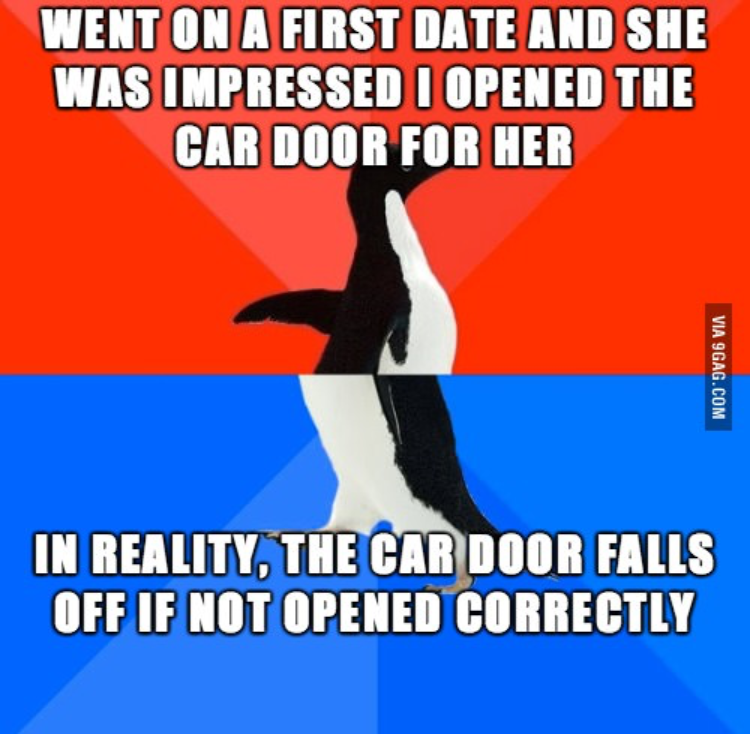 WENT ON A FIRST DATE AND SHE
WAS IMPRESSED I OPENED THE
CAR DOOR FOR HER
VIA 9GAG.COM
IN REALITY, THE CAR DOOR FALLS
OFF IF NOT OPENED CORRECTLY